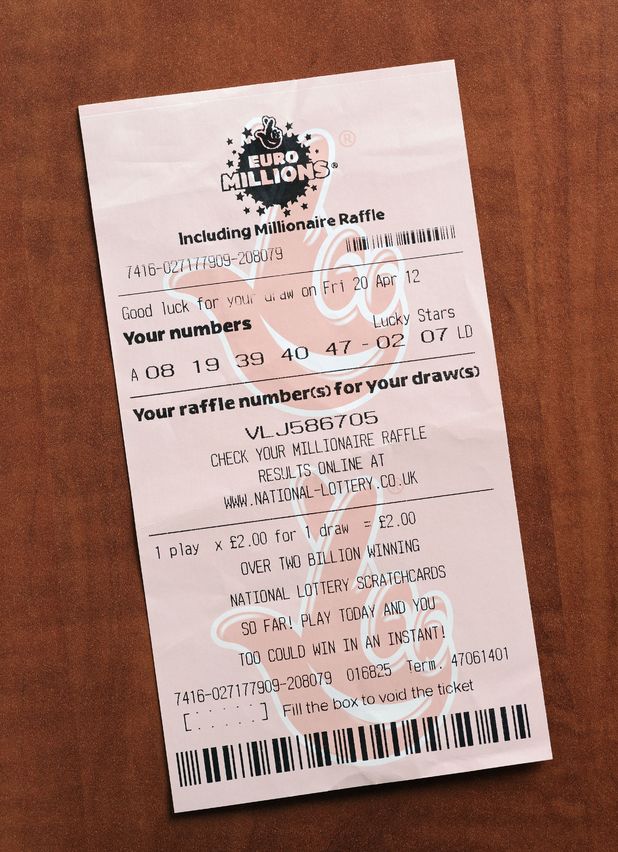 EURO
MILLIONS®
®
Including Millionaire Raffle
7416-027177909-208079
Good luck for your draw on Fri 20 Apr 12
Your numbers Lucky Stars
A 08 19 39 40 47 - 02 07 LD
Your raffle number(s) for your draw(s)
VLJ586705
CHECK YOUR MILLIONAIRE RAFFLE
RESULTS ONLINE AT
WWW.NATIONAL-LOTTERY.CO.UK
1 play x £2.00 for 1 draw = £2.00
OVER TWO BILLION WINNING
NATIONAL LOTTERY SCRATCHCARDS
SO FAR! PLAY TODAY AND YOU
TOO COULD WIN IN AN INSTANT!
7416-027177909-208079 016825 Term. 47061401
[ ] Fill the box to void the ticket